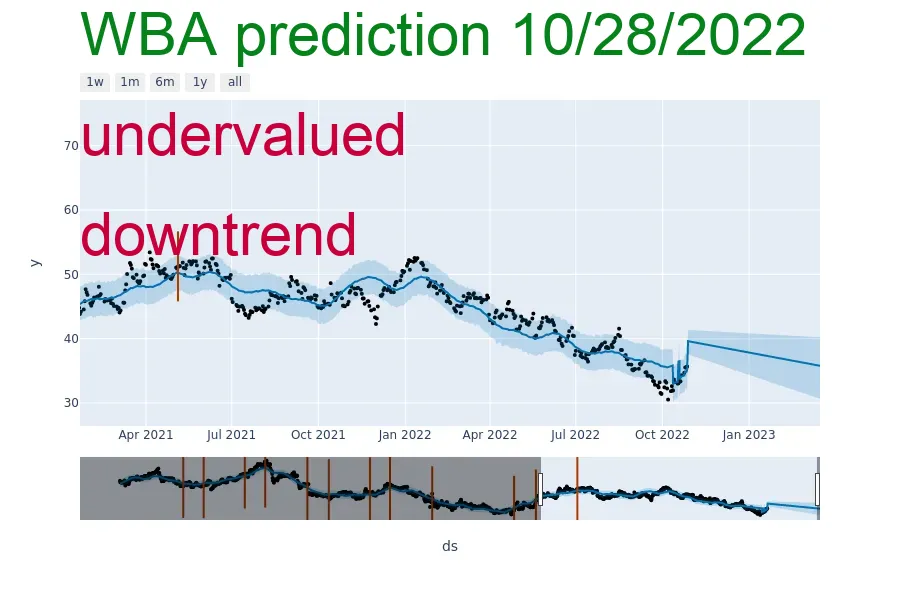 WBA prediction 10/28/2022
1w 1m 6m 1y all
undervalued
downtrend
70
60
50
40
30
y
Apr 2021 Jul 2021 Oct 2021 Jan 2022 Apr 2022 Jul 2022 Oct 2022 Jan 2023
ds